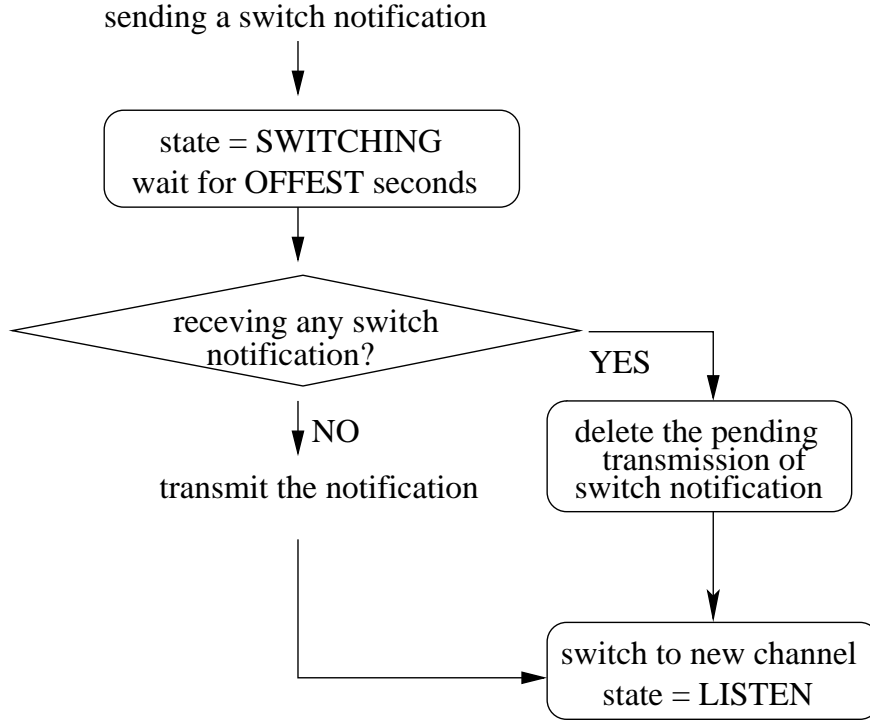 sending a switch notification
state = SWITCHING
wait for OFFEST seconds
receving any switch
notification?
YES
NO
delete the pending
transmission of
switch notification
transmit the notification
switch to new channel
state = LISTEN